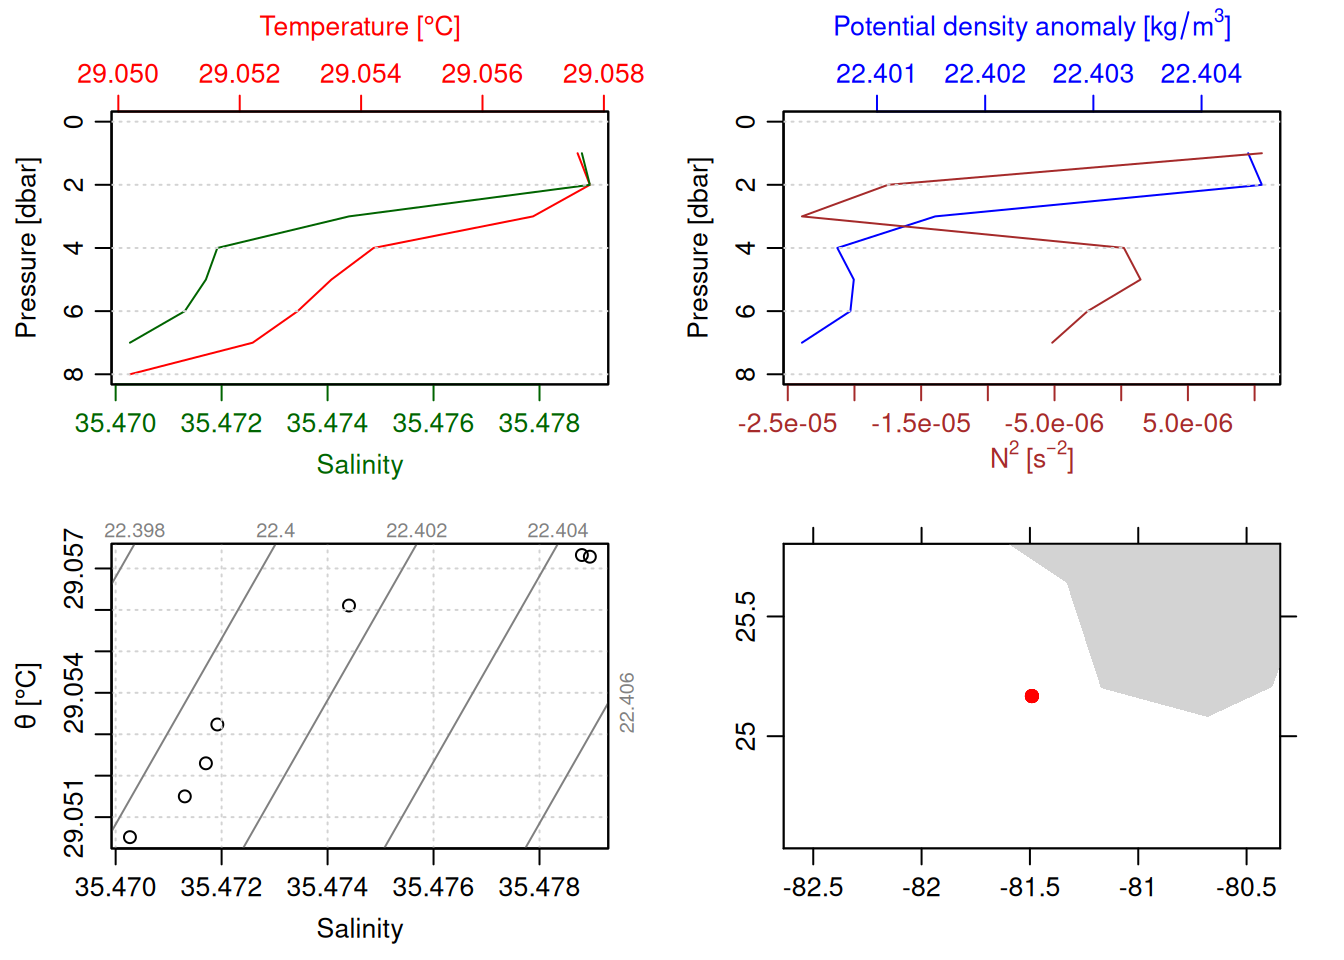 Temperature [°C]
29.050 29.052 29.054 29.056 29.058
Pressure [dbar]
0
2
4
6
8
35.470 35.472 35.474 35.476 35.478
Salinity
Potential density anomaly [kg/m³]
22.401 22.402 22.403 22.404
Pressure [dbar]
0
2
4
6
8
-2.5e-05 -1.5e-05 -5.0e-06 5.0e-06
N² [s⁻²]
22.398 22.4 22.402 22.404
22.406
θ [°C]
29.057
29.054
29.051
35.470 35.472 35.474 35.476 35.478
Salinity
25.5
25
-82.5 -82 -81.5 -81 -80.5